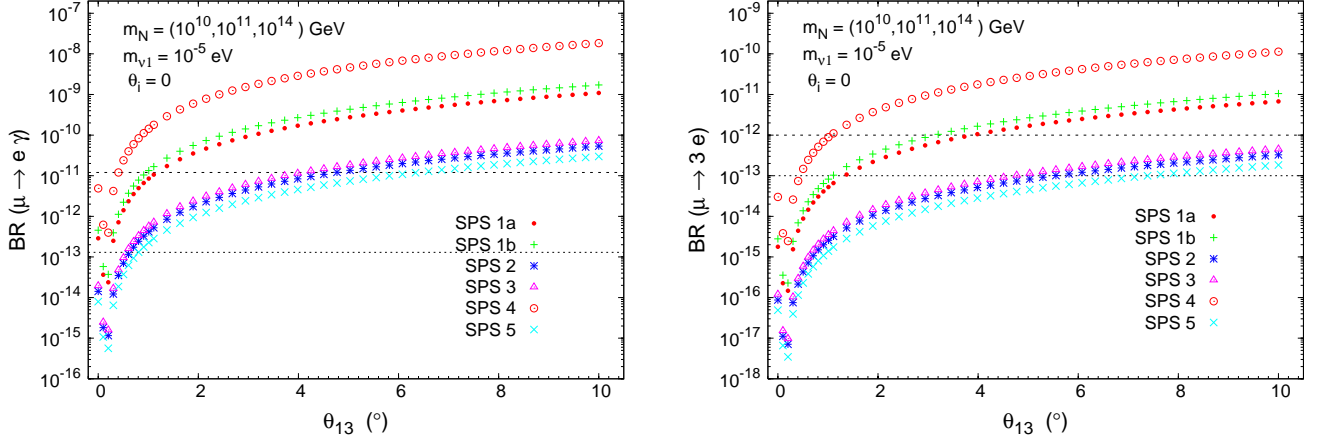 BR (μ → e γ)
10^-7
10^-8
10^-9
10^-10
10^-11
10^-12
10^-13
10^-14
10^-15
10^-16
m_N = (10^10,10^11,10^14) GeV
m_ν1 = 10^-5 eV
θ_i = 0
SPS 1a
SPS 1b
SPS 2
SPS 3
SPS 4
SPS 5
0 2 4 6 8 10
θ_13 (°)
BR (μ → 3 e)
10^-9
10^-10
10^-11
10^-12
10^-13
10^-14
10^-15
10^-16
10^-17
10^-18
m_N = (10^10,10^11,10^14) GeV
m_ν1 = 10^-5 eV
θ_i = 0
SPS 1a
SPS 1b
SPS 2
SPS 3
SPS 4
SPS 5
0 2 4 6 8 10
θ_13 (°)